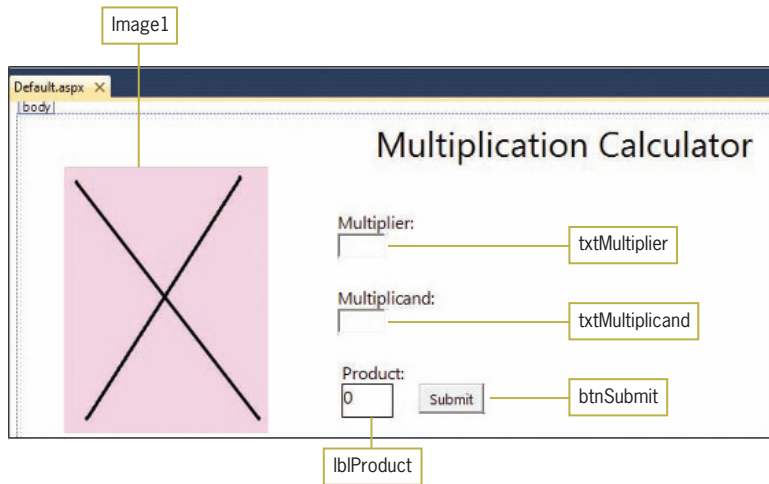 Image1
Default.aspx X
body
Multiplication Calculator
Multiplier:
txtMultiplier
Multiplicand:
txtMultiplicand
Product:
0
Submit
btnSubmit
lblProduct